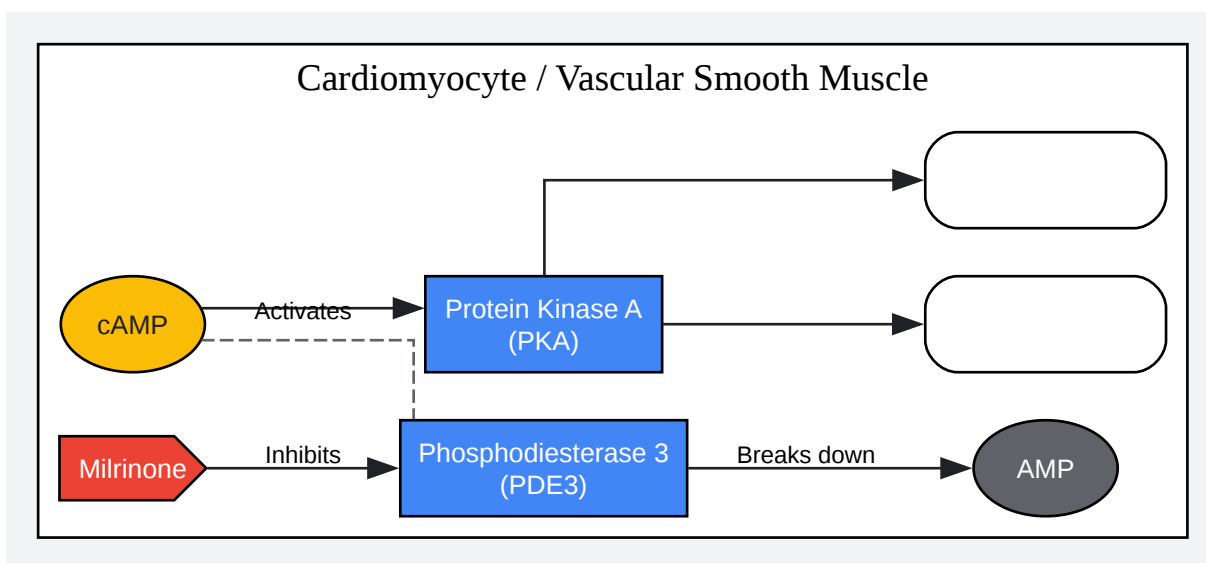 Cardiomyocyte / Vascular Smooth Muscle
cAMP
Activates
Protein Kinase A
(PKA)
Milrinone
Inhibits
Phosphodiesterase 3
(PDE3)
Breaks down
AMP